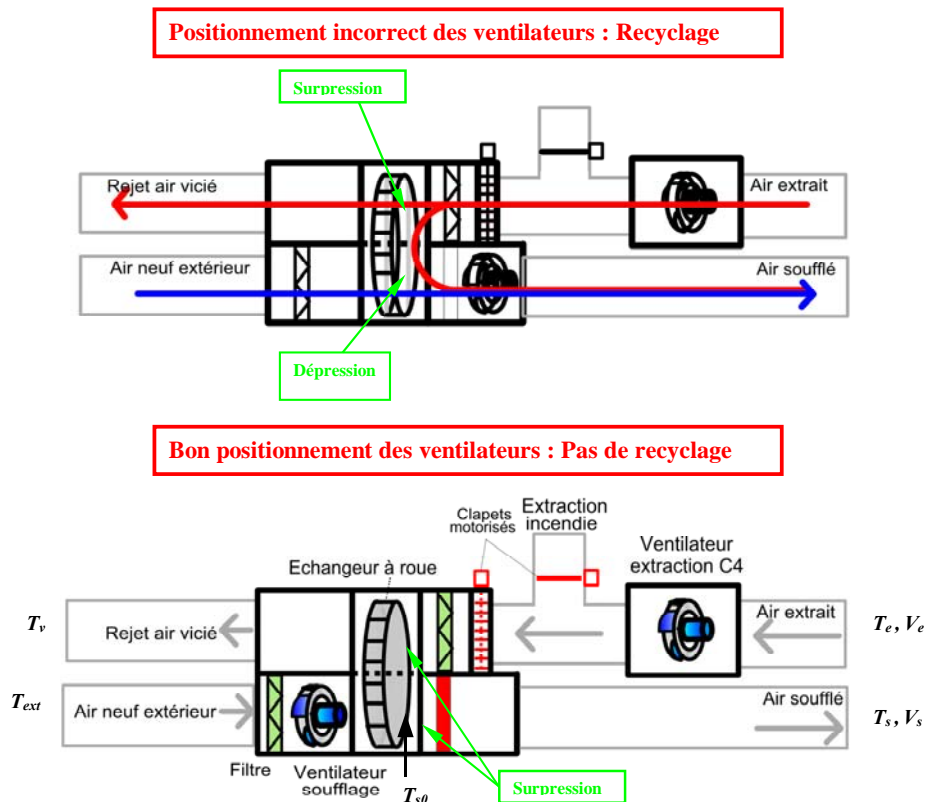 Positionnement incorrect des ventilateurs : Recyclage
Surpression
Rejet air vicié
Air extrait
Air neuf extérieur
Air soufflé
Dépression
Bon positionnement des ventilateurs : Pas de recyclage
Clapets
motorisés
Extraction
incendie
Ventilateur
extraction C4
Echangeur à roue
Tv
Rejet air vicié
Air extrait
Te , Ve
Text
Air neuf extérieur
Air soufflé
Ts , Vs
Filtre
Ventilateur
soufflage
Ts0
Surpression